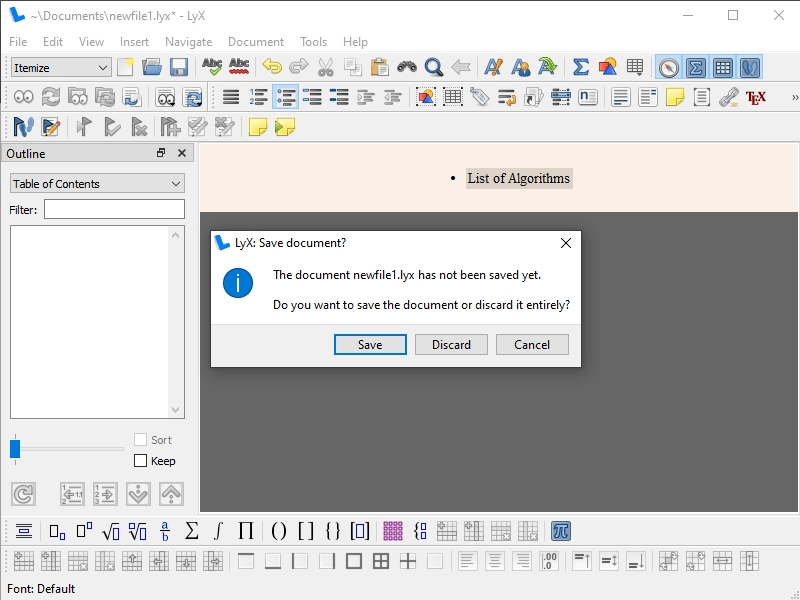 ~\Documents\newfile1.lyx* - LyX
File Edit View Insert Navigate Document Tools Help
Itemize
Outline
Table of Contents
Filter:
• List of Algorithms
LyX: Save document?
The document newfile1.lyx has not been saved yet.
Do you want to save the document or discard it entirely?
Save Discard Cancel
Sort
Keep
Font: Default